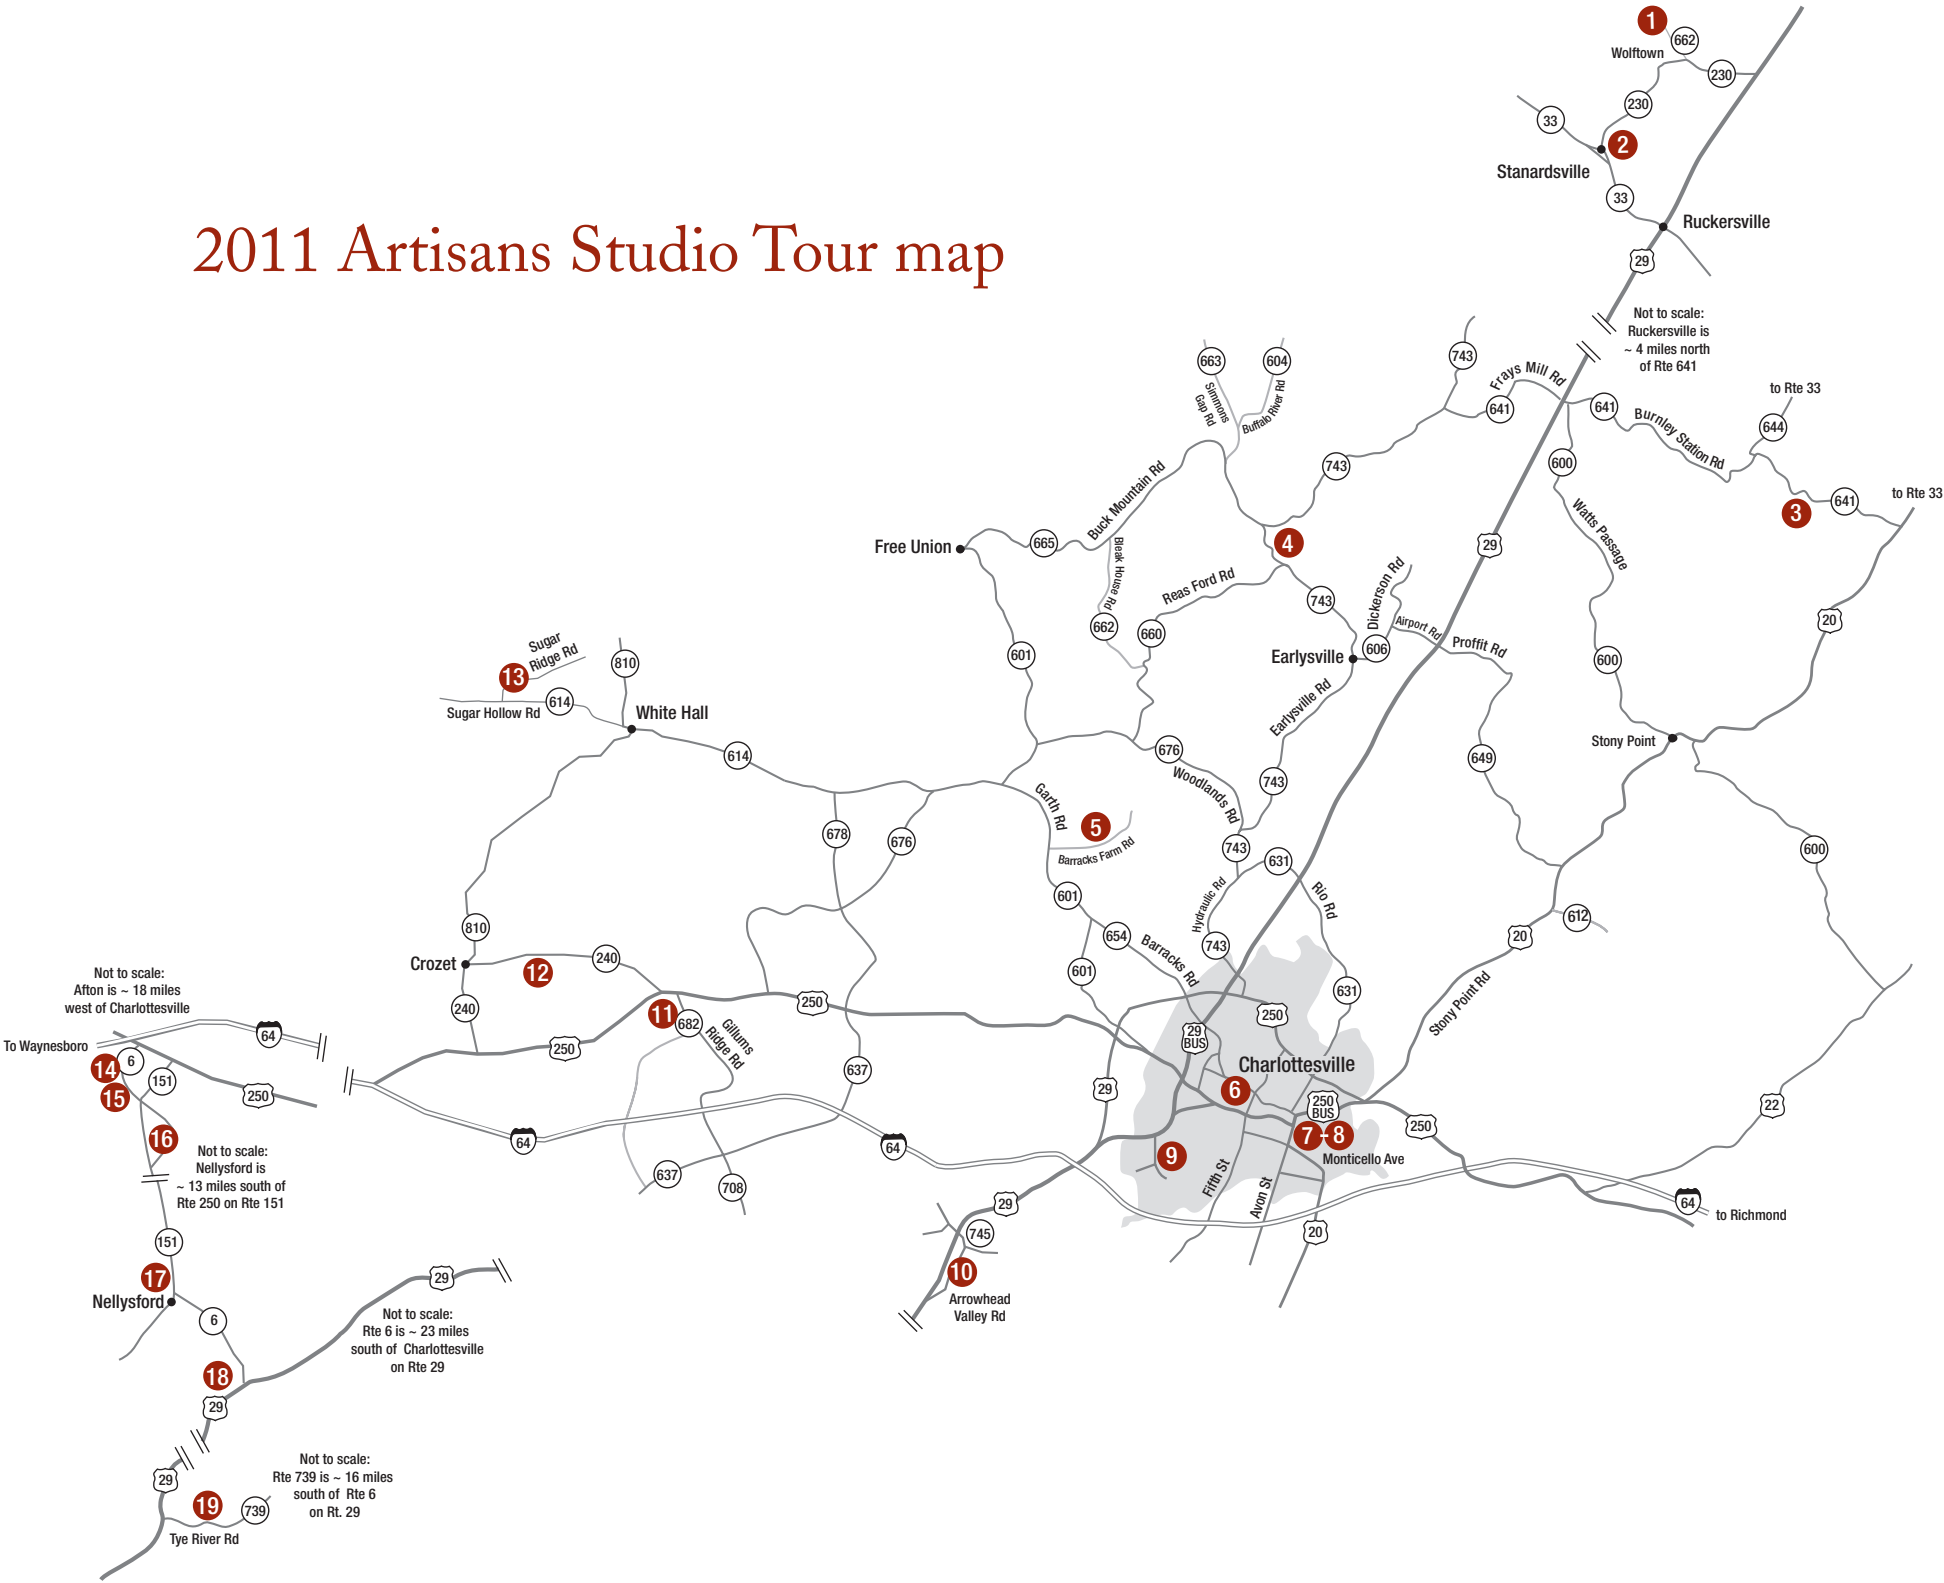 2011 Artisans Studio Tour map
1
662
Wolftown
230
230
33
2
Stanardsville
33
Ruckersville
29
Not to scale:
Ruckersville is
~ 4 miles north
of Rte 641
663
604
Simmons
Gap Rd
Buffalo River Rd
743
Frays Mill Rd
641
641
Burnley Station Rd
to Rte 33
644
641
to Rte 33
3
600
Watts Passage
743
Buck Mountain Rd
Free Union
665
Bleak House Rd
4
29
Reas Ford Rd
743
Dickerson Rd
662
660
Airport Rd
Proffit Rd
606
Earlysville
601
20
600
Sugar
Ridge Rd
13
810
614
Sugar Hollow Rd
White Hall
614
Earlysville Rd
676
Woodlands Rd
743
649
Stony Point
Garth Rd
5
Barracks Farm Rd
678
676
743
631
600
Hydraulic Rd
Rio Rd
601
810
654
Barracks Rd
743
612
20
Crozet
12
240
601
631
Stony Point Rd
Not to scale:
Afton is ~ 18 miles
west of Charlottesville
240
250
11
682
Gillums
Ridge Rd
250
250
29
BUS
Charlottesville
64
To Waynesboro
14
6
151
15
250
637
29
6
250
BUS
22
250
16
64
64
7-8
9
Monticello Ave
Not to scale:
Nellysford is
~ 13 miles south of
Rte 250 on Rte 151
637
708
Fifth St
Avon St
29
64
to Richmond
745
20
151
17
10
Nellysford
Arrowhead
Valley Rd
29
6
Not to scale:
Rte 6 is ~ 23 miles
south of Charlottesville
on Rte 29
18
29
Not to scale:
Rte 739 is ~ 16 miles
south of Rte 6
on Rt. 29
29
19
739
Tye River Rd